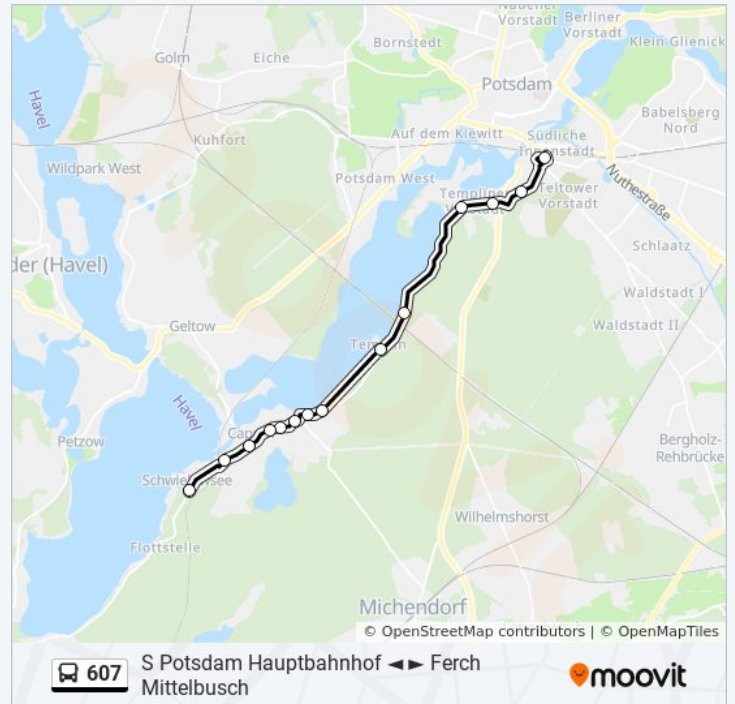 Nauener
Vorstadt
Berliner
Vorstadt
Klein Glienick
Bornstedt
Golm
Eiche
Potsdam
Havel
Babelsberg
Nord
Kuhfort
Auf dem Kiewitt
Südliche
Innenstadt
Wildpark West
Potsdam West
Templiner
Vorstadt
Teltower
Vorstadt
Nuthestraße
Schlaatz
der (Havel)
Waldstadt I
Waldstadt II
Geltow
Templin
Havel
Cap
Petzow
Bergholz-
Rehbrücke
Schwielowsee
Wilhelmshorst
Flottstelle
Michendorf
© OpenStreetMap contributors | © OpenMapTiles
607
S Potsdam Hauptbahnhof ◄► Ferch
Mittelbusch
moovit